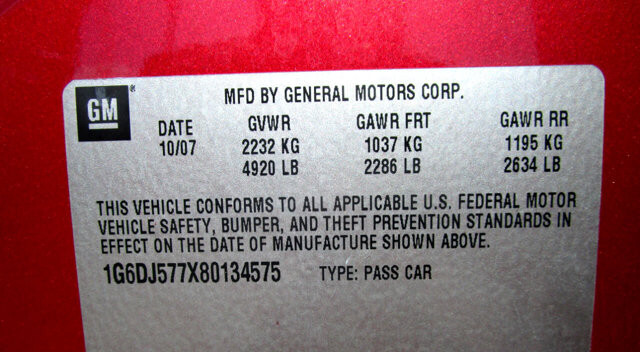 GM® MFD BY GENERAL MOTORS CORP.
DATE GVWR GAWR FRT GAWR RR
10/07 2232 KG 1037 KG 1195 KG
4920 LB 2286 LB 2634 LB
THIS VEHICLE CONFORMS TO ALL APPLICABLE U.S. FEDERAL MOTOR
VEHICLE SAFETY, BUMPER, AND THEFT PREVENTION STANDARDS IN
EFFECT ON THE DATE OF MANUFACTURE SHOWN ABOVE.
1G6DJ577X80134575 TYPE: PASS CAR